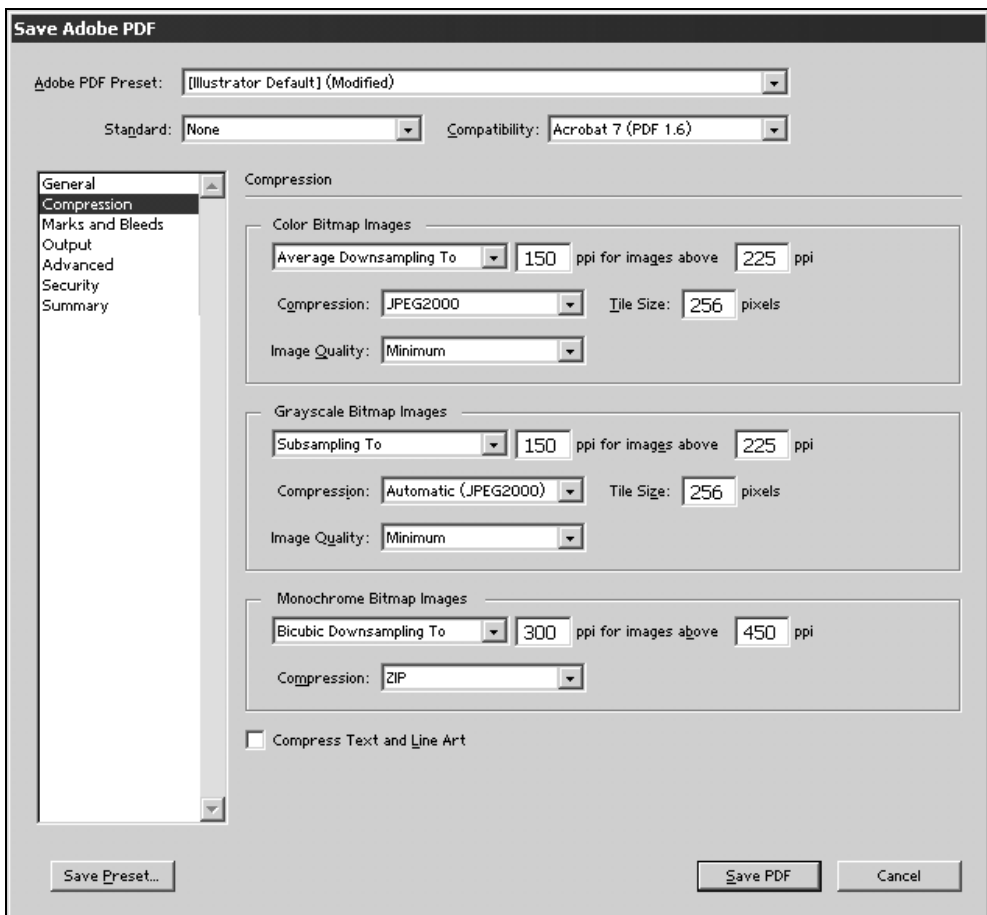 Save Adobe PDF
Adobe PDF Preset: [Illustrator Default] (Modified)
Standard: None Compatibility: Acrobat 7 (PDF 1.6)
General
Compression
Marks and Bleeds
Output
Advanced
Security
Summary
Compression
Color Bitmap Images
Average Downsampling To 150 ppi for images above 225 ppi
Compression: JPEG2000 Tile Size: 256 pixels
Image Quality: Minimum
Grayscale Bitmap Images
Subsampling To 150 ppi for images above 225 ppi
Compression: Automatic (JPEG2000) Tile Size: 256 pixels
Image Quality: Minimum
Monochrome Bitmap Images
Bicubic Downsampling To 300 ppi for images above 450 ppi
Compression: ZIP
Compress Text and Line Art
Save Preset... Save PDF Cancel